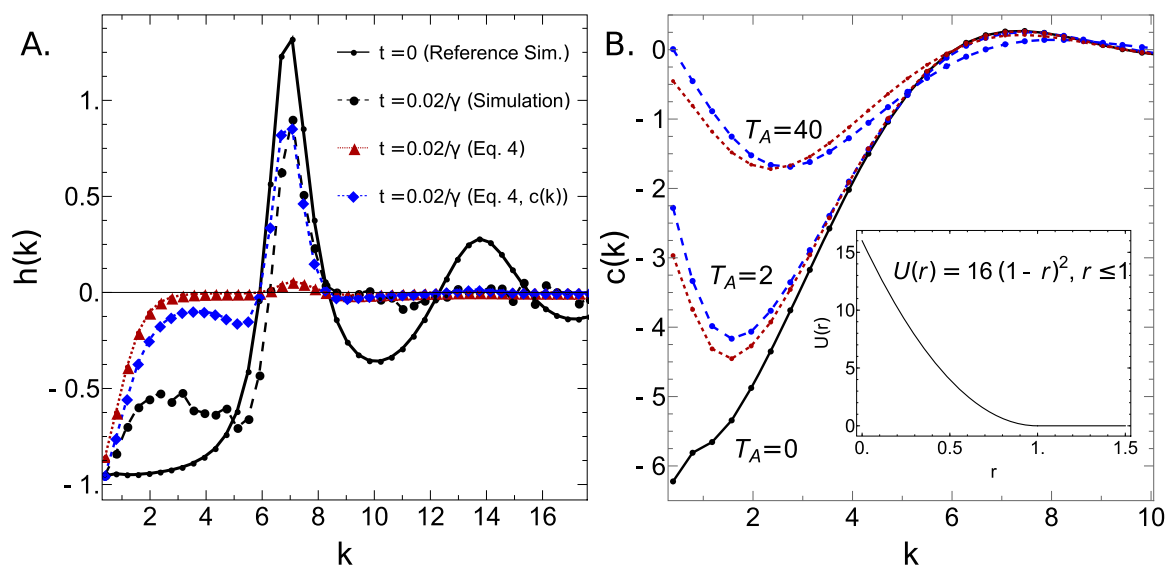 A.
t=0 (Reference Sim.)
t=0.02/γ (Simulation)
t=0.02/γ (Eq. 4)
t=0.02/γ (Eq. 4, c(k))
h(k)
1.
0.5
0
-0.5
-1.
2 4 6 8 10 12 14 16
k
B.
T_A=40
T_A=2
T_A=0
c(k)
0
-1
-2
-3
-4
-5
-6
0 2 4 6 8 10
k
U(r) = 16 (1- r)², r ≤1
U(r)
15
10
5
0
0. 0.5 1. 1.5
r